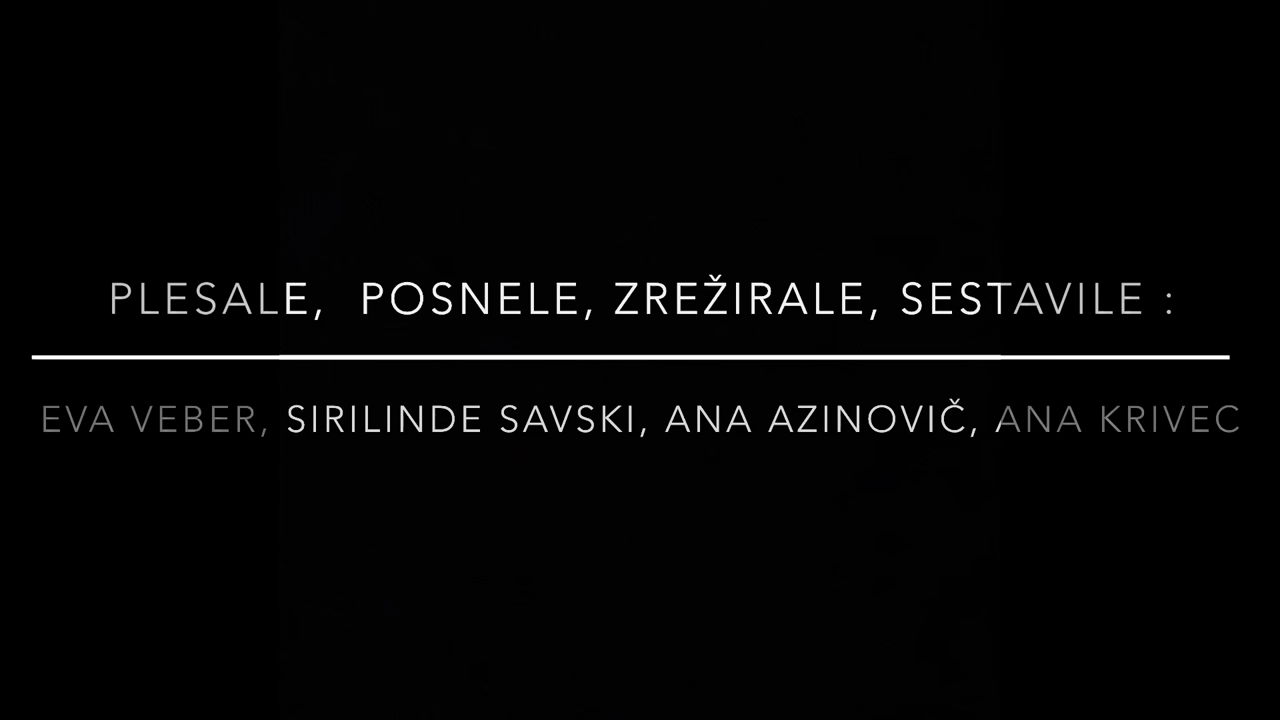 PLESALE, POSNELE, ZREŽIRALE, SESTAVILE :
EVA VEBER, SIRILINDE SAVSKI, ANA AZINOVIČ, ANA KRIVEC